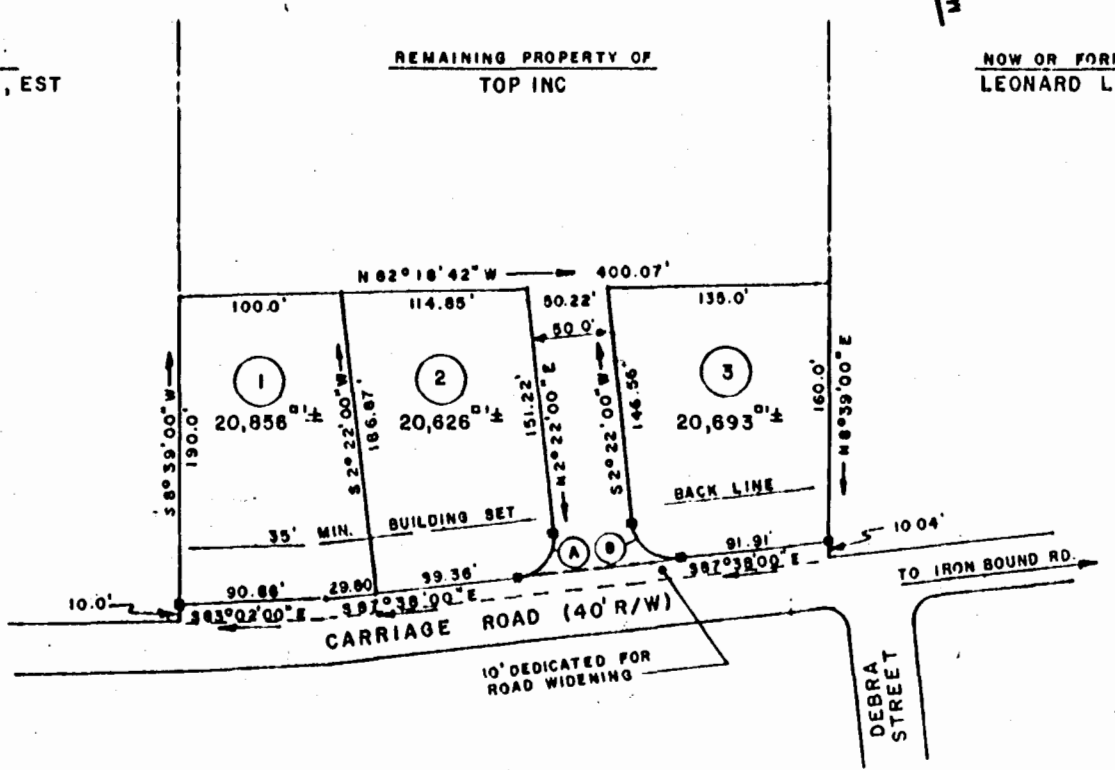 REMAINING PROPERTY OF
TOP INC
, EST
NOW OR FORM
LEONARD L.
N 82° 18' 42" W
400.07'
100.0'
114.85'
50.22'
135.0'
50.0'
1
20,856 □'±
2
20,626 □'±
3
20,693 □'±
S 8° 39' 00" W
190.0'
S 2° 22' 00" W
186.87'
151.22'
N 2° 22' 00" E
S 2° 22' 00" W
146.56'
160.0'
N 8° 39' 00" E
35' MIN. BUILDING SET
BACK LINE
A
B
90.86'
29.80
99.36'
91.91'
10.04'
10.0'
S83° 02' 00" E
S87° 38' 00" E
S87° 38' 00" E
TO IRON BOUND RD.
CARRIAGE ROAD (40' R/W)
10' DEDICATED FOR
ROAD WIDENING
DEBRA
STREET